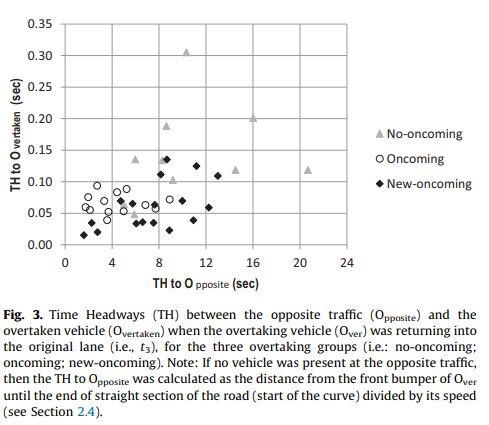 0.35
0.30
0.25
0.20
0.15
0.10
0.05
0.00
TH to O vertaken (sec)
0 4 8 12 16 20 24
TH to O pposite (sec)
No-oncoming
Oncoming
New-oncoming
Fig. 3. Time Headways (TH) between the opposite traffic (Oopposite) and the
overtaken vehicle (Overtaken) when the overtaking vehicle (Over) was returning into
the original lane (i.e., t3), for the three overtaking groups (i.e.: no-oncoming;
oncoming; new-oncoming). Note: If no vehicle was present at the opposite traffic,
then the TH to Oopposite was calculated as the distance from the front bumper of Over
until the end of straight section of the road (start of the curve) divided by its speed
(see Section 2.4).